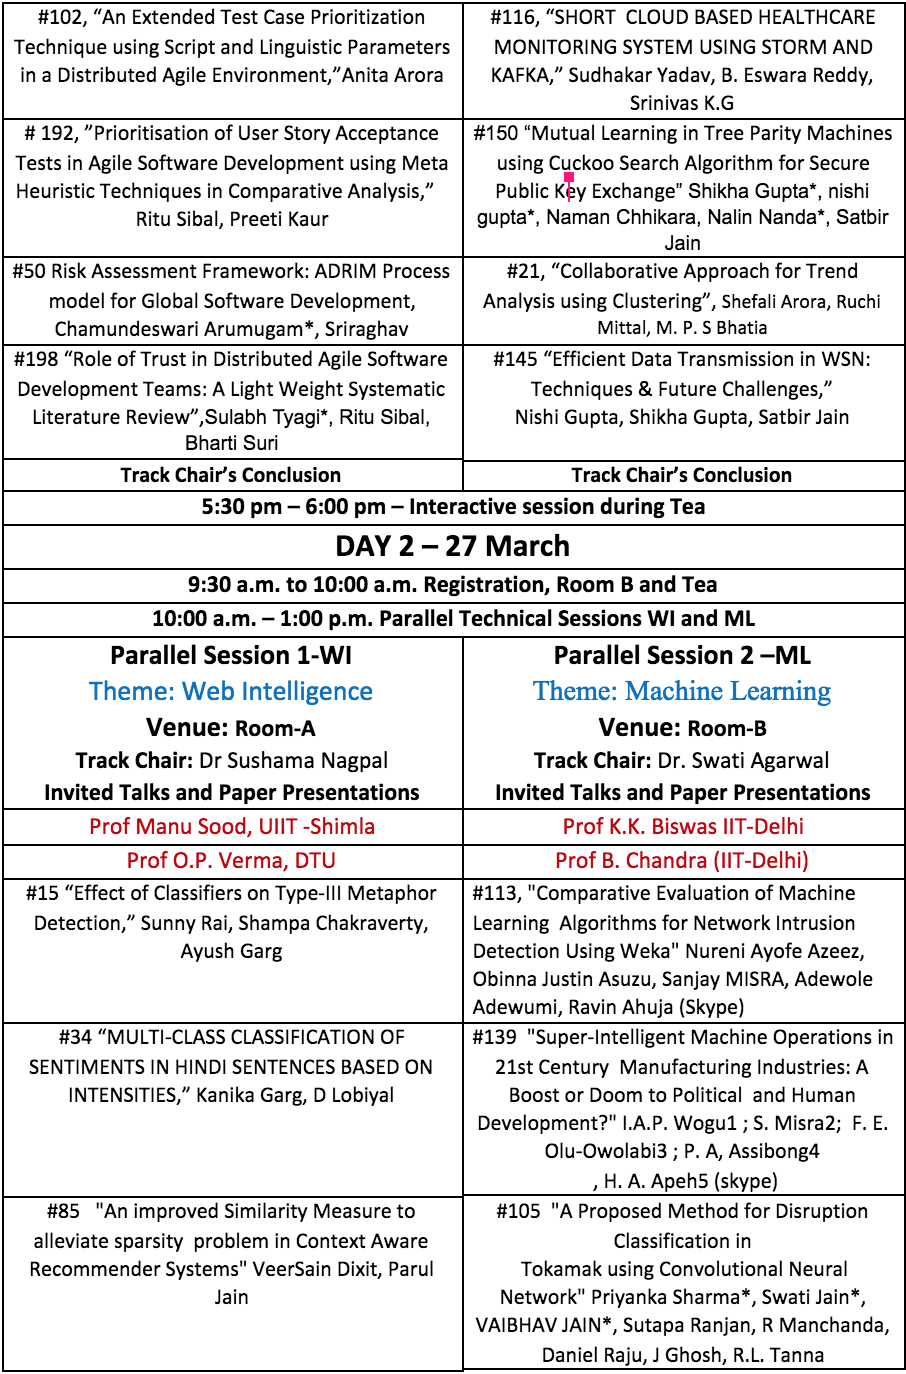 #102, “An Extended Test Case Prioritization
Technique using Script and Linguistic Parameters
in a Distributed Agile Environment,”Anita Arora
#116, “SHORT CLOUD BASED HEALTHCARE
MONITORING SYSTEM USING STORM AND
KAFKA,” Sudhakar Yadav, B. Eswara Reddy,
Srinivas K.G
# 192, ”Prioritisation of User Story Acceptance
Tests in Agile Software Development using Meta
Heuristic Techniques in Comparative Analysis,”
Ritu Sibal, Preeti Kaur
#150 “Mutual Learning in Tree Parity Machines
using Cuckoo Search Algorithm for Secure
Public Key Exchange” Shikha Gupta*, nishi
gupta*, Naman Chhikara, Nalin Nanda*, Satbir
Jain
#50 Risk Assessment Framework: ADRIM Process
model for Global Software Development,
Chamundeswari Arumugam*, Sriraghav
#21, “Collaborative Approach for Trend
Analysis using Clustering”, Shefali Arora, Ruchi
Mittal, M. P. S Bhatia
#198 “Role of Trust in Distributed Agile Software
Development Teams: A Light Weight Systematic
Literature Review”,Sulabh Tyagi*, Ritu Sibal,
Bharti Suri
#145 “Efficient Data Transmission in WSN:
Techniques & Future Challenges,”
Nishi Gupta, Shikha Gupta, Satbir Jain
Track Chair’s Conclusion
Track Chair’s Conclusion
5:30 pm – 6:00 pm – Interactive session during Tea
DAY 2 – 27 March
9:30 a.m. to 10:00 a.m. Registration, Room B and Tea
10:00 a.m. – 1:00 p.m. Parallel Technical Sessions WI and ML
Parallel Session 1-WI
Theme: Web Intelligence
Venue: Room-A
Track Chair: Dr Sushama Nagpal
Invited Talks and Paper Presentations
Parallel Session 2 –ML
Theme: Machine Learning
Venue: Room-B
Track Chair: Dr. Swati Agarwal
Invited Talks and Paper Presentations
Prof Manu Sood, UIIT -Shimla
Prof K.K. Biswas IIT-Delhi
Prof O.P. Verma, DTU
Prof B. Chandra (IIT-Delhi)
#15 “Effect of Classifiers on Type-III Metaphor
Detection,” Sunny Rai, Shampa Chakraverty,
Ayush Garg
#113, "Comparative Evaluation of Machine
Learning Algorithms for Network Intrusion
Detection Using Weka" Nureni Ayofe Azeez,
Obinna Justin Asuzu, Sanjay MISRA, Adewole
Adewumi, Ravin Ahuja (Skype)
#34 “MULTI-CLASS CLASSIFICATION OF
SENTIMENTS IN HINDI SENTENCES BASED ON
INTENSITIES,” Kanika Garg, D Lobiyal
#139 "Super-Intelligent Machine Operations in
21st Century Manufacturing Industries: A
Boost or Doom to Political and Human
Development?" I.A.P. Wogu1 ; S. Misra2; F. E.
Olu-Owolabi3 ; P. A, Assibong4
, H. A. Apeh5 (skype)
#85 "An improved Similarity Measure to
alleviate sparsity problem in Context Aware
Recommender Systems" VeerSain Dixit, Parul
Jain
#105 "A Proposed Method for Disruption
Classification in
Tokamak using Convolutional Neural
Network" Priyanka Sharma*, Swati Jain*,
VAIBHAV JAIN*, Sutapa Ranjan, R Manchanda,
Daniel Raju, J Ghosh, R.L. Tanna